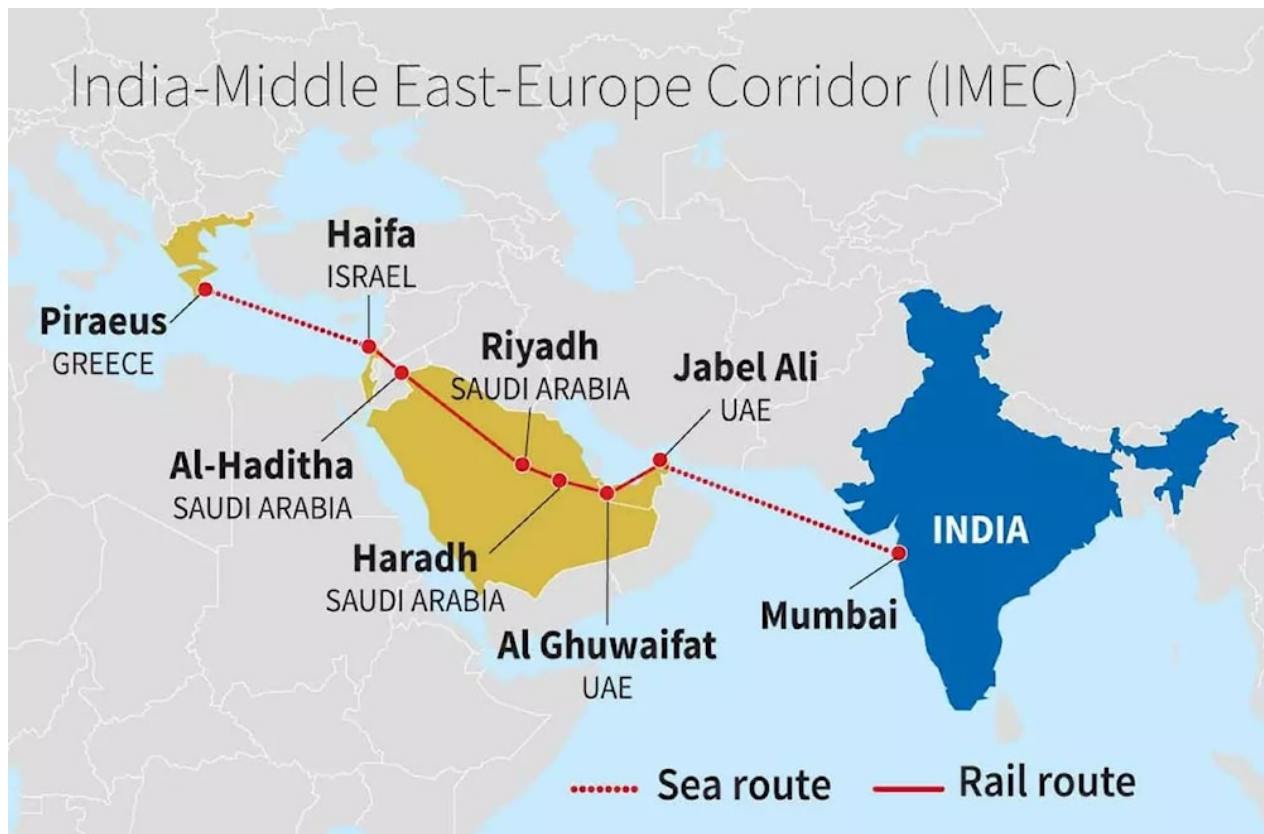 India-Middle East-Europe Corridor (IMEC)
Haifa
ISRAEL
Piraeus
GREECE
Riyadh
SAUDI ARABIA
Jabel Ali
UAE
Al-Haditha
SAUDI ARABIA
Haradh
SAUDI ARABIA
Al Ghuwaifat
UAE
INDIA
Mumbai
Sea route
Rail route